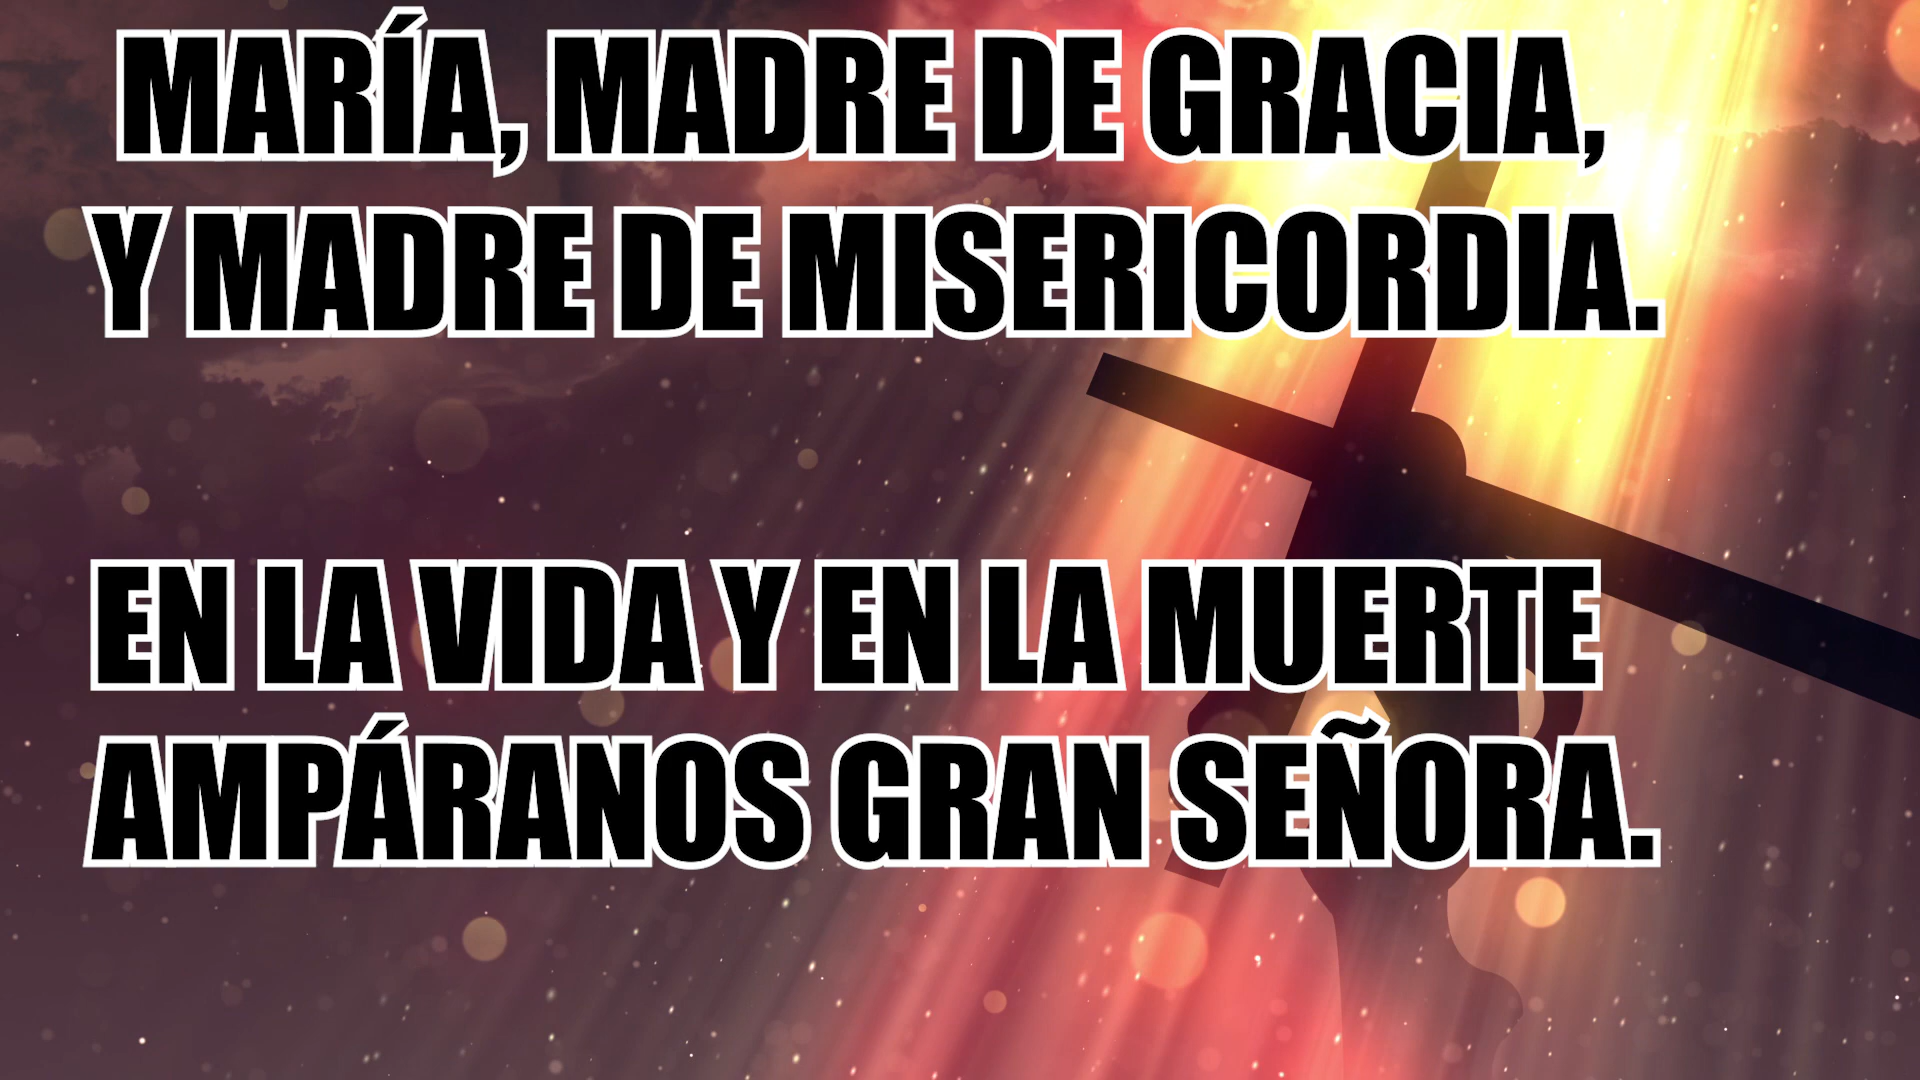 MARÍA, MADRE DE GRACIA,
Y MADRE DE MISERICORDIA.
EN LA VIDA Y EN LA MUERTE
AMPÁRANOS GRAN SEÑORA.